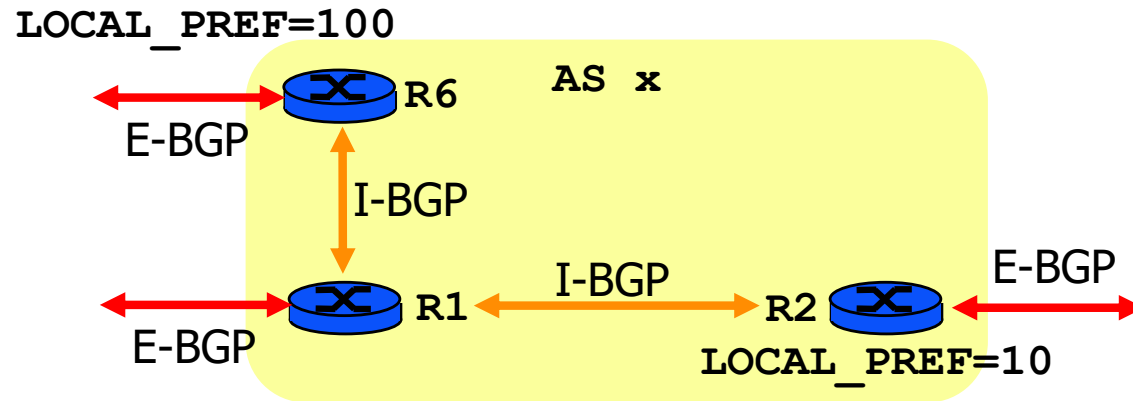 LOCAL_PREF=100
AS x
R6
E-BGP
I-BGP
E-BGP
I-BGP
R1
R2
E-BGP
LOCAL_PREF=10